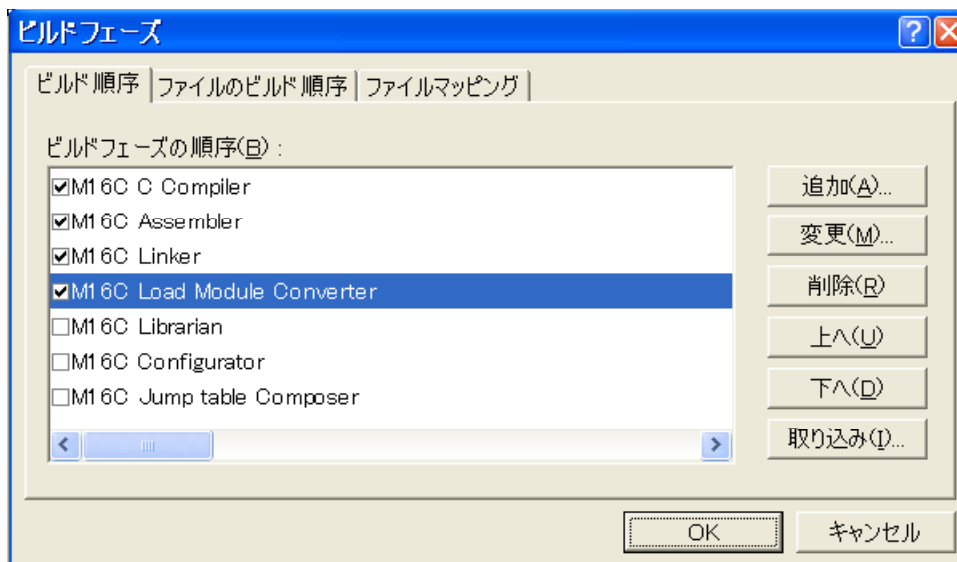 ビルドフェーズ
ビルド順序 ファイルのビルド順序 ファイルマッピング
ビルドフェーズの順序(B) :
M16C C Compiler
M16C Assembler
M16C Linker
M16C Load Module Converter
M16C Librarian
M16C Configurator
M16C Jump table Composer
追加(A)...
変更(M)...
削除(R)
上へ(U)
下へ(D)
取り込み(I)...
OK キャンセル